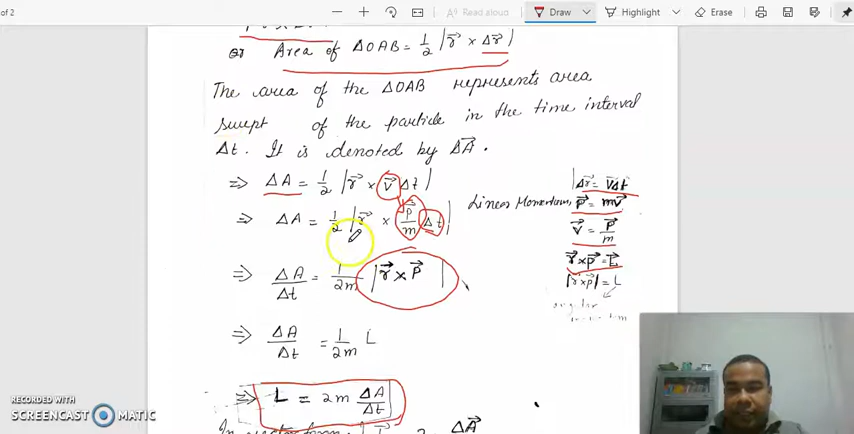 of 2
Read aloud
Draw
Highlight
Erase
or Area of ΔOAB = 1/2 |r⃗ × Δr⃗|
The area of the ΔOAB represents area
swept of the particle in the time interval
Δt. It is denoted by ΔA⃗.
⇒ ΔA = 1/2 |r⃗ × v⃗ Δt|
|Δr⃗ = v⃗Δt
⇒ ΔA = 1/2 |r⃗ × p⃗/m Δt|
Linear Momentum, p⃗ = mv⃗
v⃗ = p⃗/m
⇒ ΔA/Δt = 1/2m |r⃗ × p⃗|
r⃗×p⃗ = L⃗
|r⃗×p⃗| = L
⇒ ΔA/Δt = 1/2m L
⇒ L = 2m ΔA/Δt
RECORDED WITH
SCREENCAST MATIC